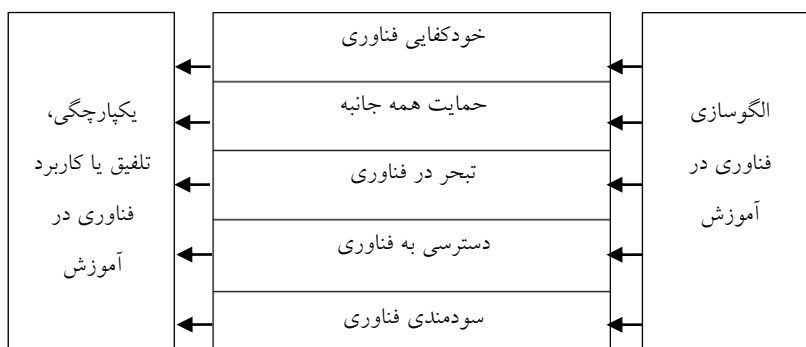 الگوسازی
فناوری در
آموزش
خودکفایی فناوری
حمایت همه جانبه
تبحر در فناوری
دسترسی به فناوری
سودمندی فناوری
یکپارچگی،
تلفیق یا کاربرد
فناوری در
آموزش